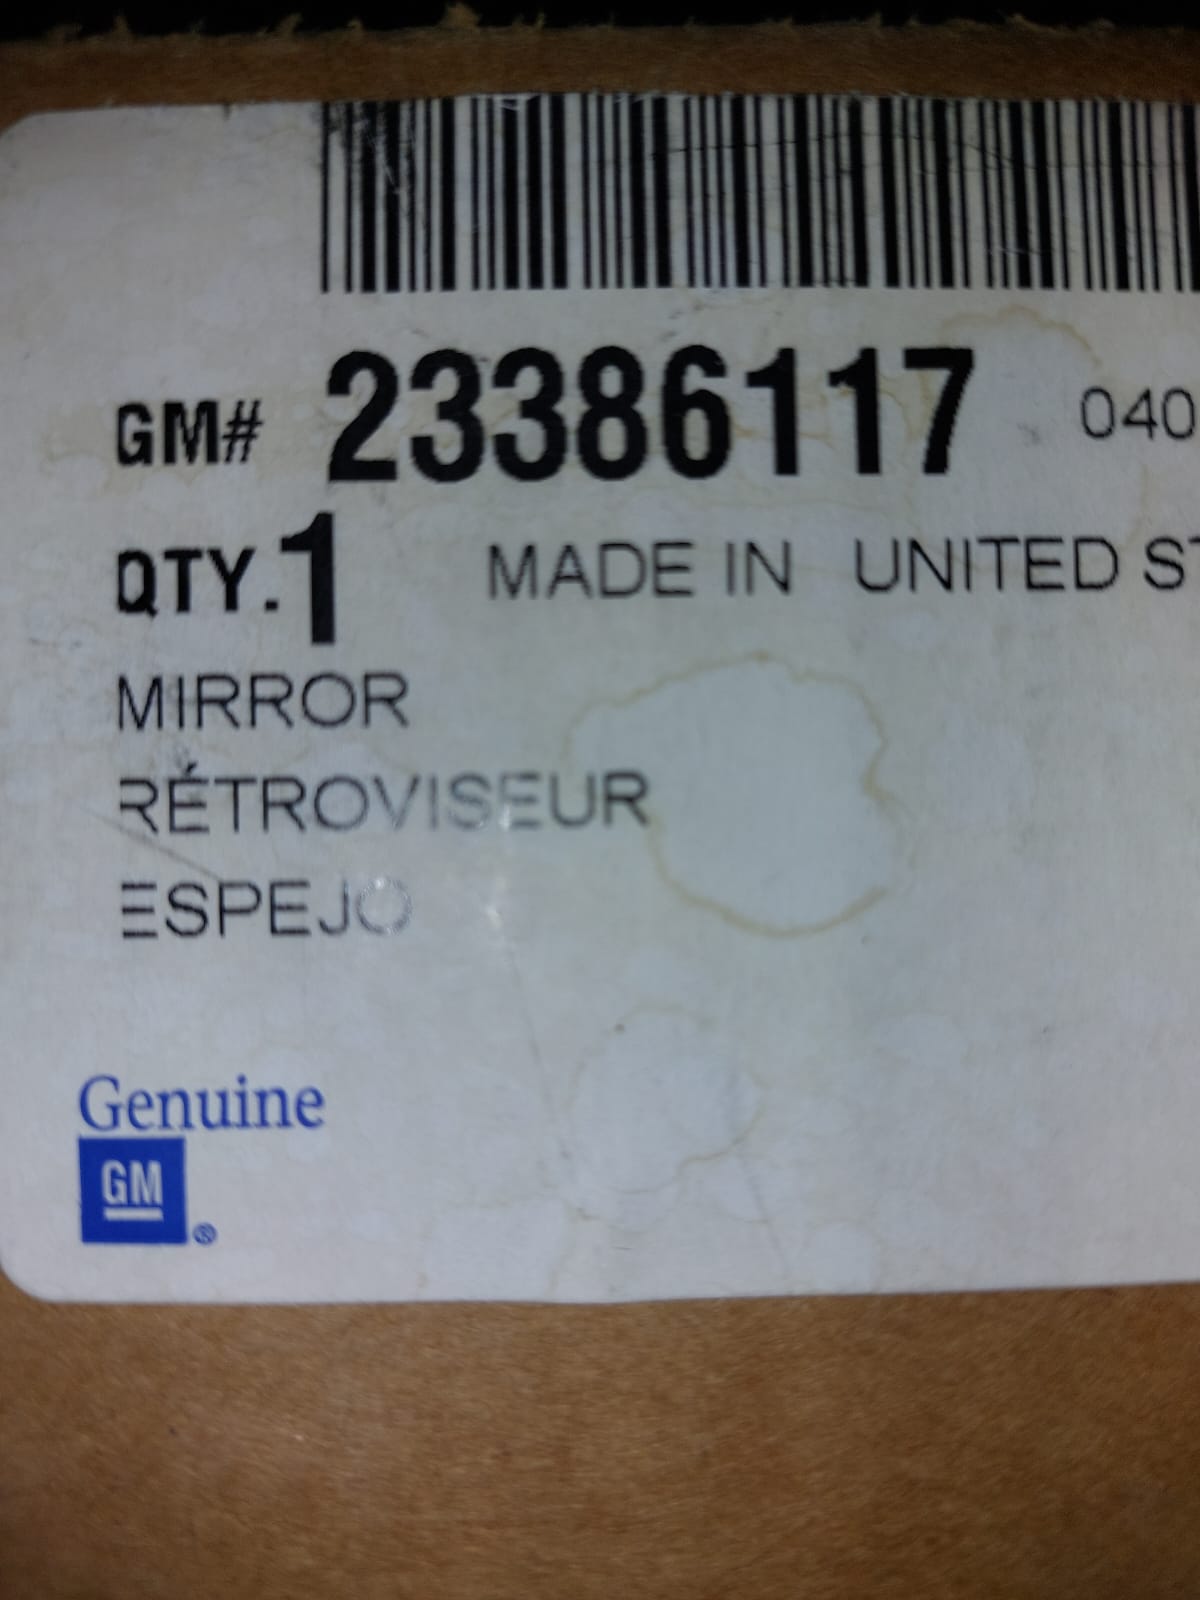 GM# 23386117 040
QTY.1 MADE IN UNITED ST
MIRROR
RÉTROVISEUR
ESPEJO
Genuine
GM®